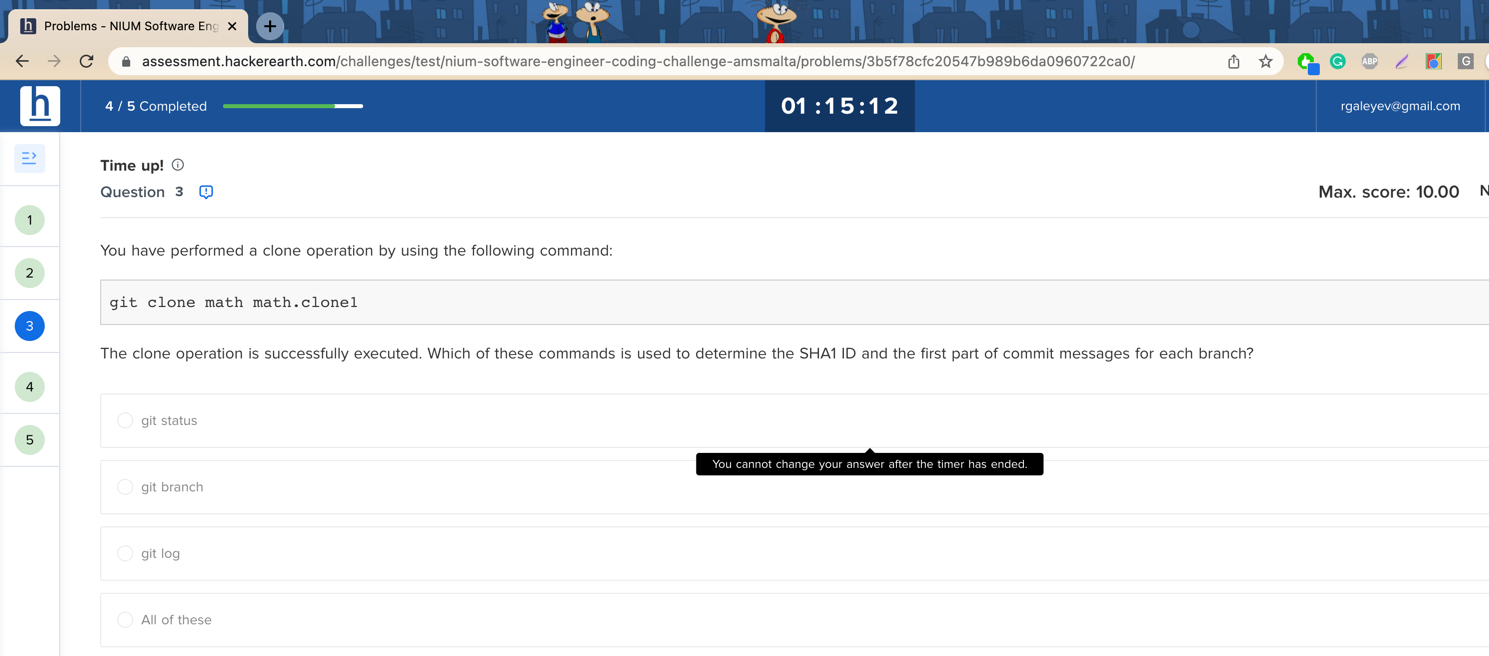 Problems - NIUM Software Eng
assessment.hackerearth.com/challenges/test/nium-software-engineer-coding-challenge-amsmalta/problems/3b5f78cfc20547b989b6da0960722ca0/
ABP
G
h
4 / 5 Completed
01 :15:12
rgaleyev@gmail.com
Time up!
Question 3
Max. score: 10.00 N
1
2
3
4
5
You have performed a clone operation by using the following command:
git clone math math.clone1
The clone operation is successfully executed. Which of these commands is used to determine the SHA1 ID and the first part of commit messages for each branch?
git status
You cannot change your answer after the timer has ended.
git branch
git log
All of these